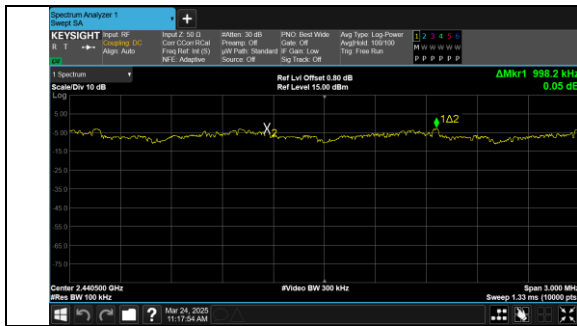 Spectrum Analyzer 1
Swept SA
+
KEYSIGHT Input: RF Input Z: 50 Ω #Atten: 30 dB PNO: Best Wide Avg Type: Log-Power 1 2 3 4 5 6
R T Coupling: DC Corr CCorr RCal Preamp: Off Gate: Off Avg|Hold: 100/100 M W W W W W
Align: Auto Freq Ref: Int (S) µW Path: Standard IF Gain: Low Trig: Free Run
NFE: Adaptive Source: Off Sig Track: Off P P P P P P
1 Spectrum Ref Lvl Offset 0.80 dB ΔMkr1 998.2 kHz
Scale/Div 10 dB Ref Level 15.00 dBm 0.05 dB
Log
5.00
1Δ2
-5.00
X2
-15.0
-25.0
-35.0
-45.0
-55.0
-65.0
-75.0
Center 2.440500 GHz #Video BW 300 kHz Span 3.000 MHz
#Res BW 100 kHz Sweep 1.33 ms (10000 pts)
? Mar 24, 2025
11:17:54 AM